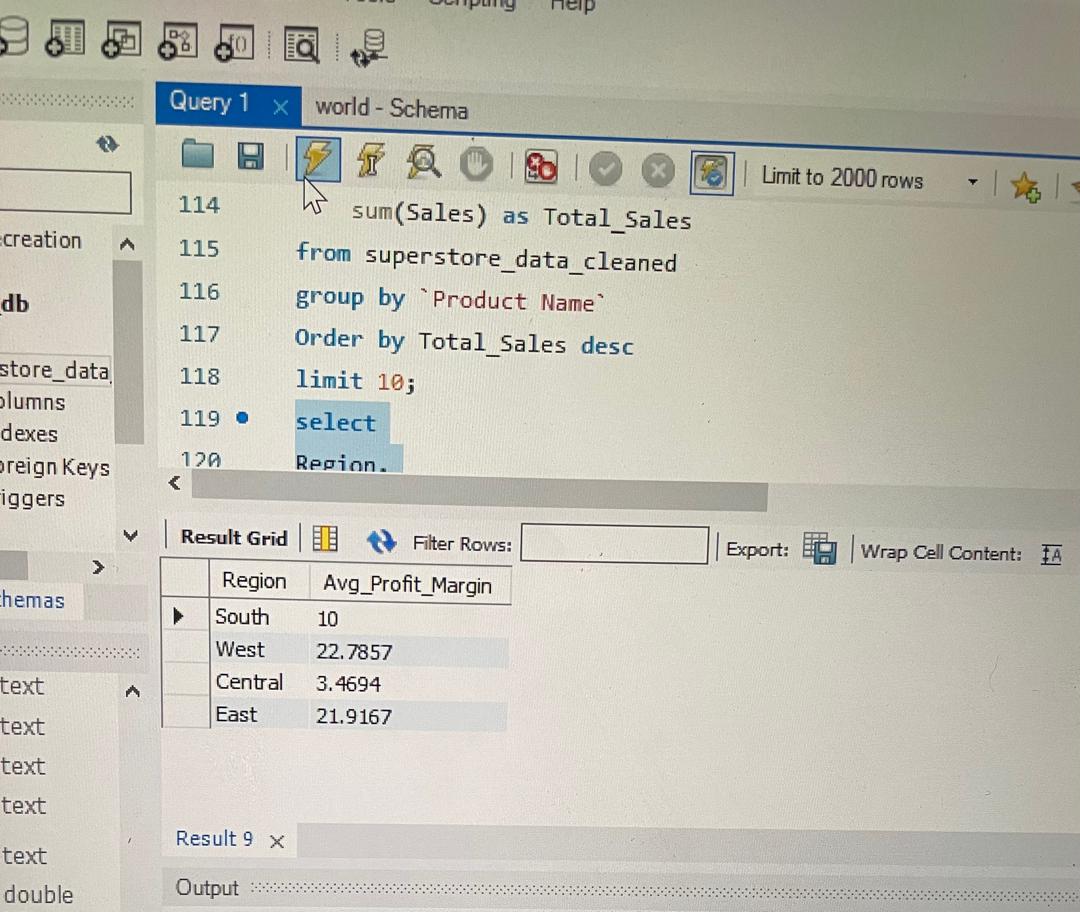 Help
Query 1
world - Schema
Limit to 2000 rows
114 sum(Sales) as Total_Sales
115 from superstore_data_cleaned
116 group by `Product Name`
117 Order by Total_Sales desc
118 limit 10;
119 select
120 Region,
creation
db
store_data
olumns
dexes
oreign Keys
iggers
hemas
text
text
text
text
text
double
Result Grid Filter Rows: Export: Wrap Cell Content: IA
Region Avg_Profit_Margin
South 10
West 22.7857
Central 3.4694
East 21.9167
Result 9
Output